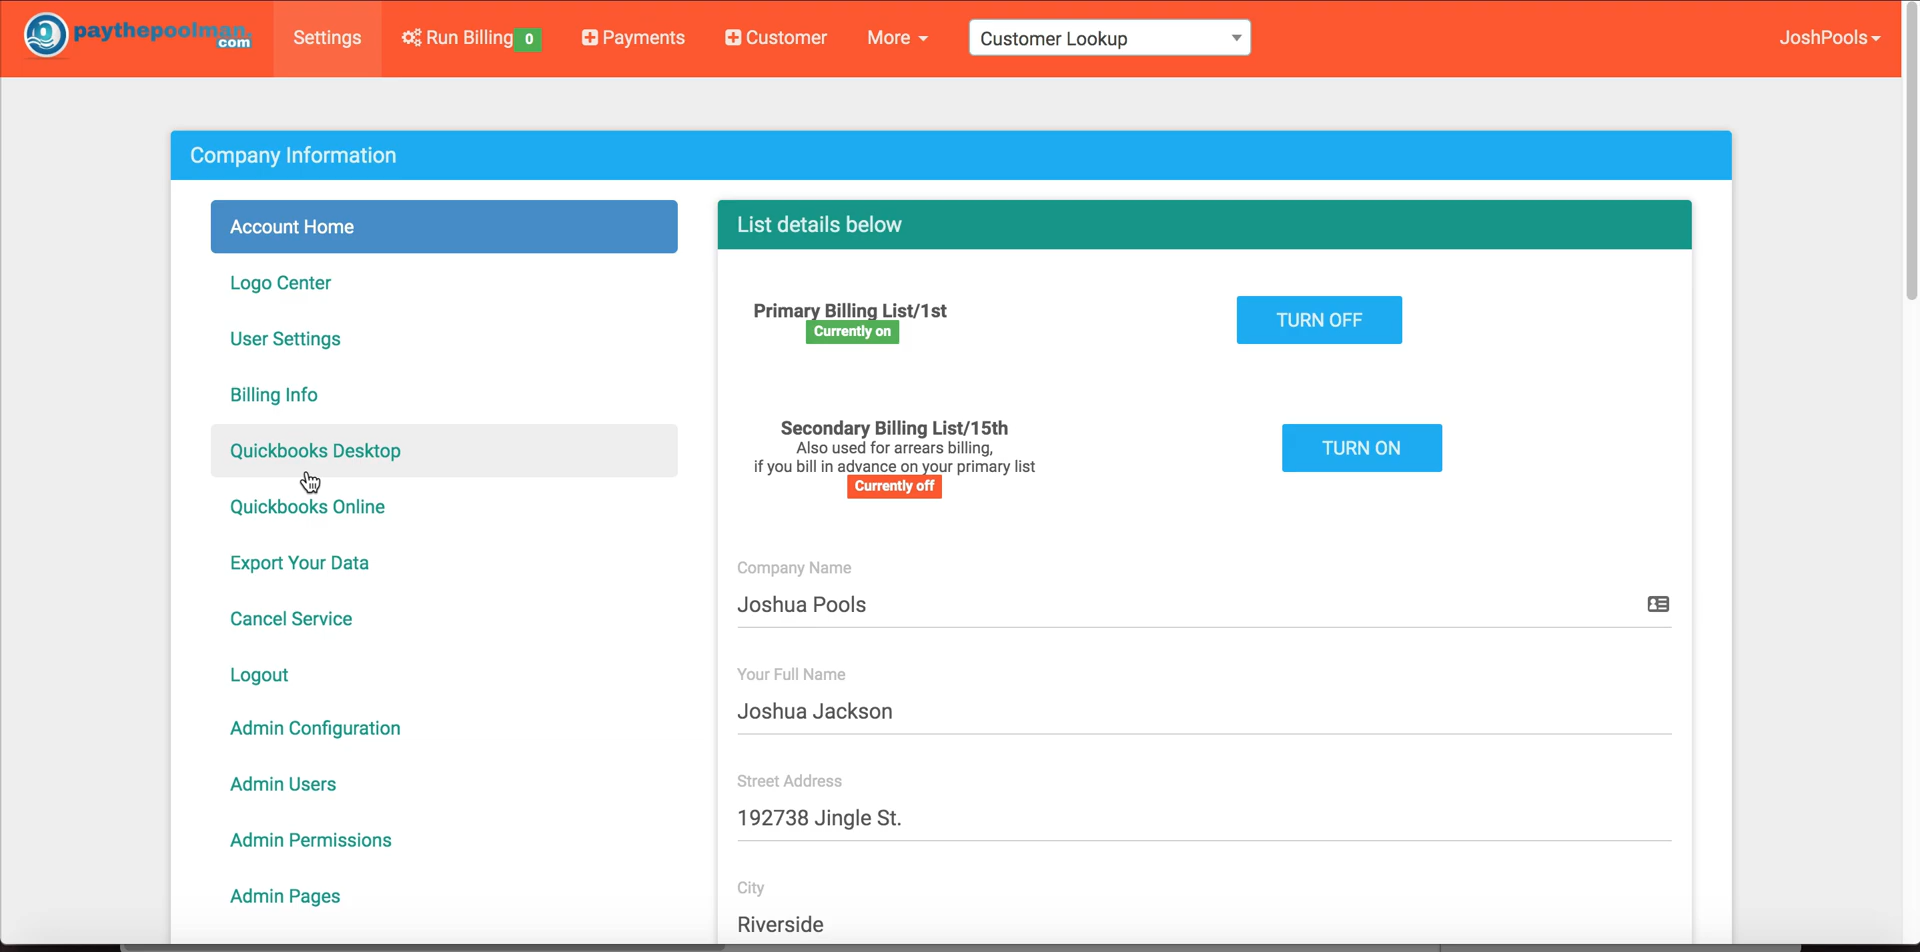 paythepoolman.
com
Settings
Run Billing 0
Payments
Customer
More
Customer Lookup
JoshPools
Company Information
Account Home
Logo Center
User Settings
Billing Info
Quickbooks Desktop
Quickbooks Online
Export Your Data
Cancel Service
Logout
Admin Configuration
Admin Users
Admin Permissions
Admin Pages
List details below
Primary Billing List/1st
Currently on
TURN OFF
Secondary Billing List/15th
Also used for arrears billing,
if you bill in advance on your primary list
Currently off
TURN ON
Company Name
Joshua Pools
Your Full Name
Joshua Jackson
Street Address
192738 Jingle St.
City
Riverside